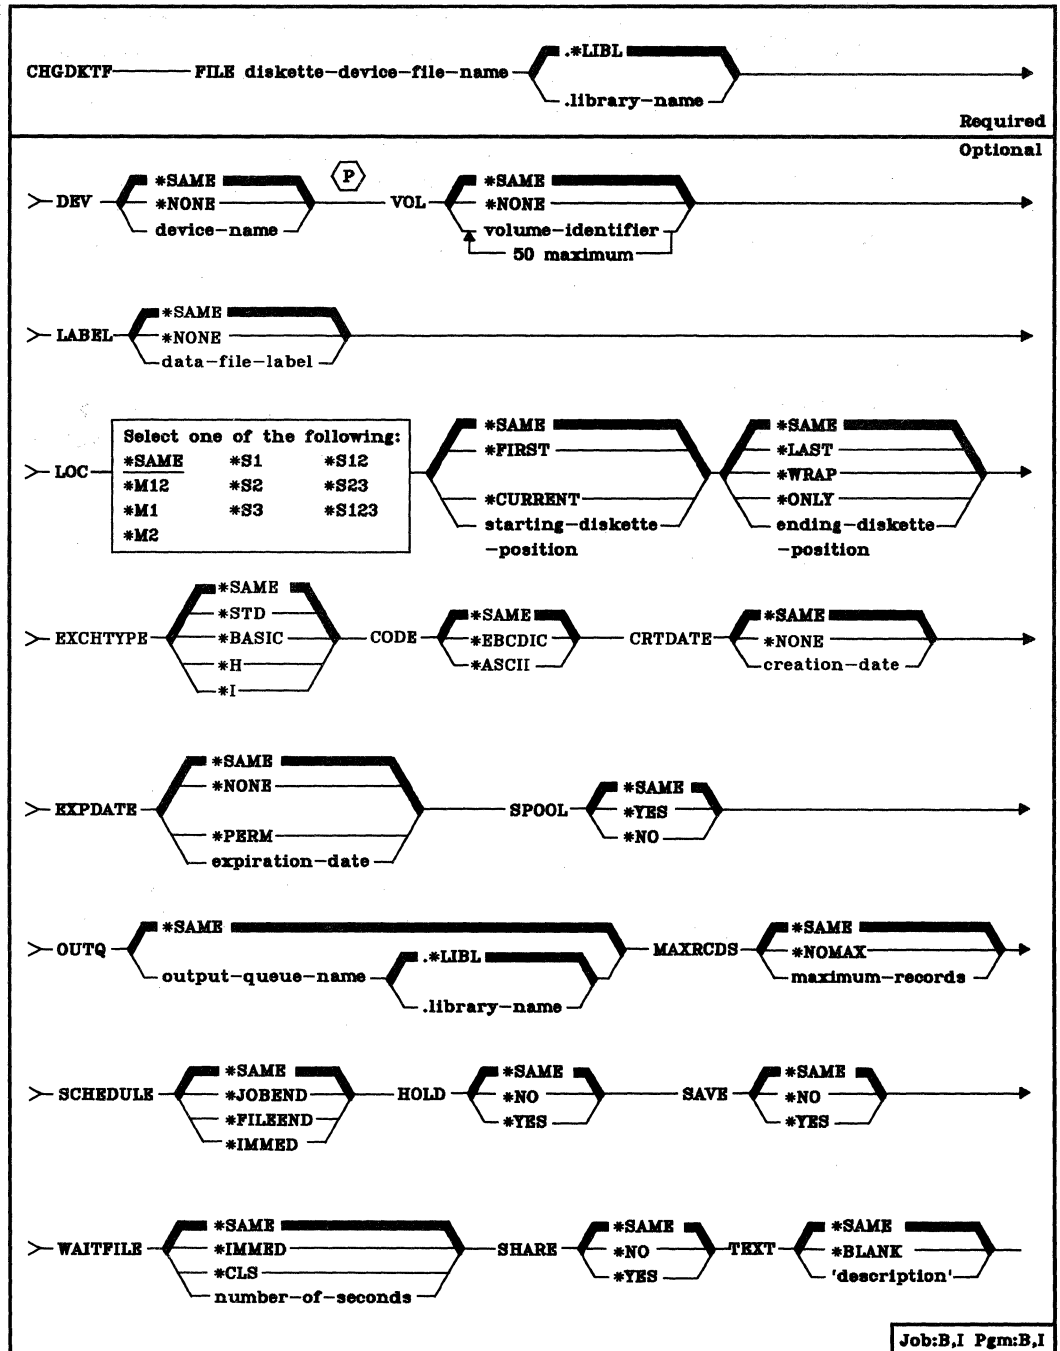 .*LIBL
CHGDKTF FILE diskette-device-file-name
.library-name
Required
Optional
*SAME P *SAME
DEV *NONE VOL *NONE
device-name volume-identifier
50 maximum
*SAME
LABEL *NONE
data-file-label
Select one of the following: *SAME *SAME
*SAME *S1 *S12 *FIRST *LAST
LOC *WRAP
*M12 *S2 *S23 *CURRENT *ONLY
*M1 *S3 *S123 starting-diskette ending-diskette
*M2 -position -position
*SAME
*STD *SAME *SAME
EXCHTYPE *BASIC CODE *EBCDIC CRTDATE *NONE
*H *ASCII creation-date
*I
*SAME *SAME
*NONE
EXPDATE SPOOL *YES
*PERM *NO
expiration-date
*SAME *SAME
OUTQ .*LIBL MAXRCDS *NOMAX
output-queue-name maximum-records
.library-name
*SAME *SAME *SAME
SCHEDULE *JOBEND HOLD *NO SAVE *NO
*FILEEND *YES *YES
*IMMED
*SAME *SAME *SAME
WAITFILE *IMMED SHARE *NO TEXT *BLANK
*CLS *YES 'description'
number-of-seconds
Job:B,I Pgm:B,I